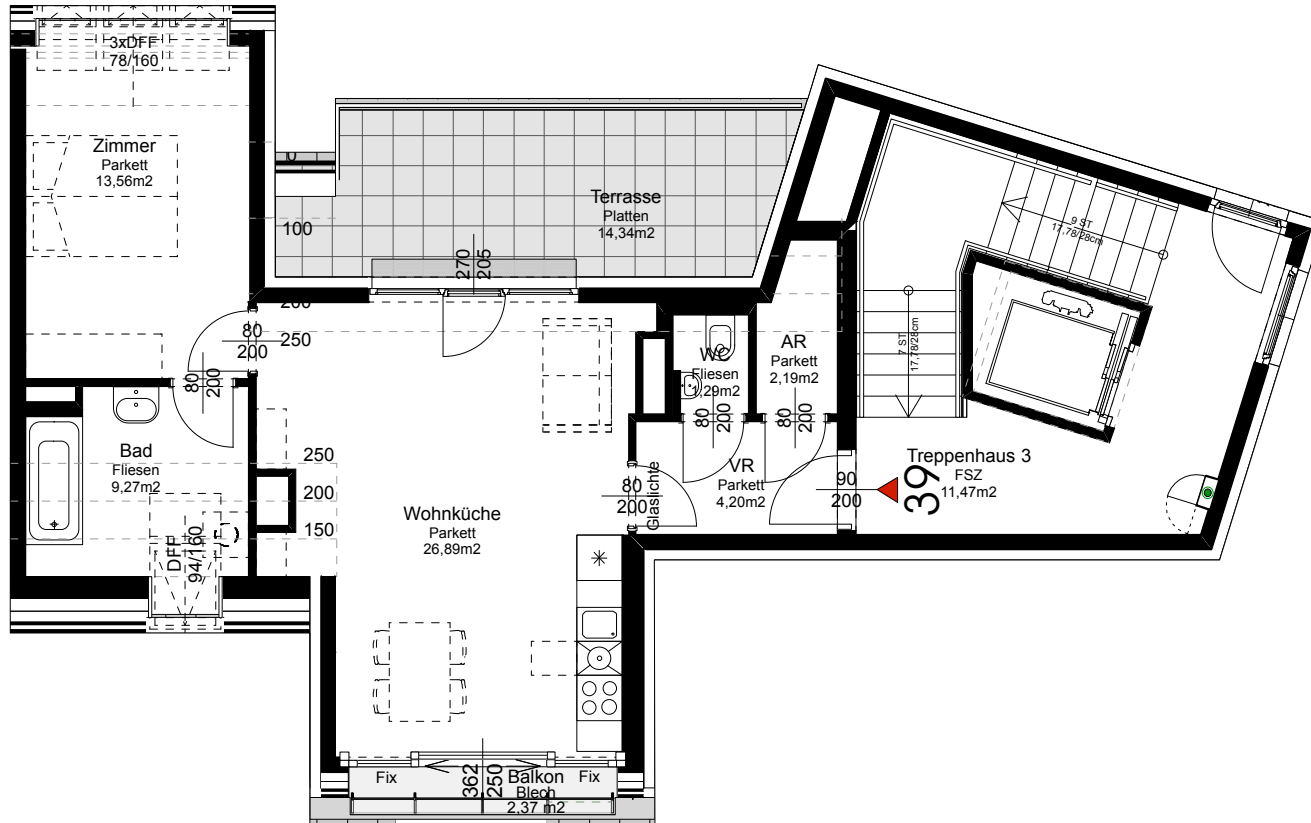 3xDFF
78/160
Zimmer
Parkett
13,56m2
Terrasse
Platten
14,34m2
100
270
205
9 ST
17,78/28cm
7 ST
17,78/28cm
200
250
80
200
80
200
WC
Fliesen
1,29m2
AR
Parkett
2,19m2
80
200
80
200
Bad
Fliesen
9,27m2
250
200
150
DFF
94/160
Wohnküche
Parkett
26,89m2
80
200
Glaslichte
VR
Parkett
4,20m2
90
200
39
Treppenhaus 3
FSZ
11,47m2
Fix
362
250
Balkon
Blech
2,37 m2
Fix